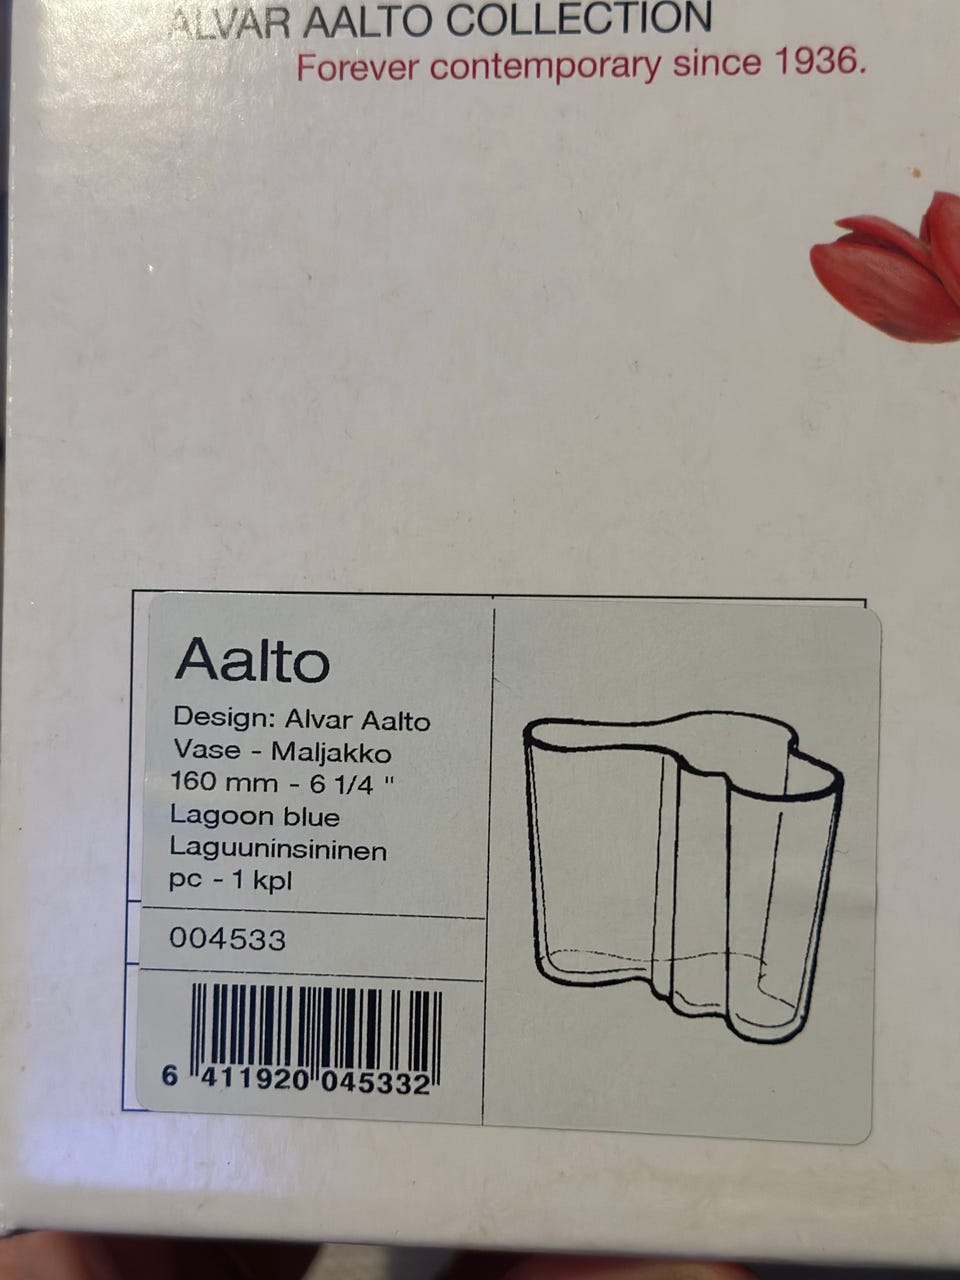 ALVAR AALTO COLLECTION
Forever contemporary since 1936.
Aalto
Design: Alvar Aalto
Vase - Maljakko
160 mm - 6 1/4 "
Lagoon blue
Laguuninsininen
pc - 1 kpl
004533
6 411920 045332